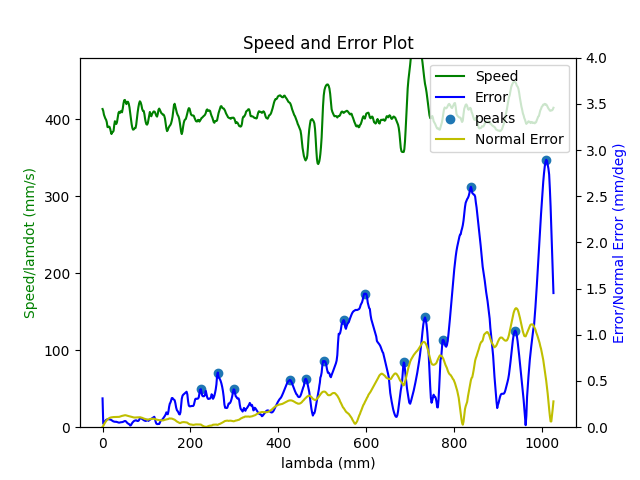 Speed and Error Plot
Speed
Error
peaks
Normal Error
Speed/lamdot (mm/s)
400
300
200
100
0
4.0
3.5
3.0
2.5
2.0
1.5
1.0
0.5
0.0
Error/Normal Error (mm/deg)
0
200
400
600
800
1000
lambda (mm)